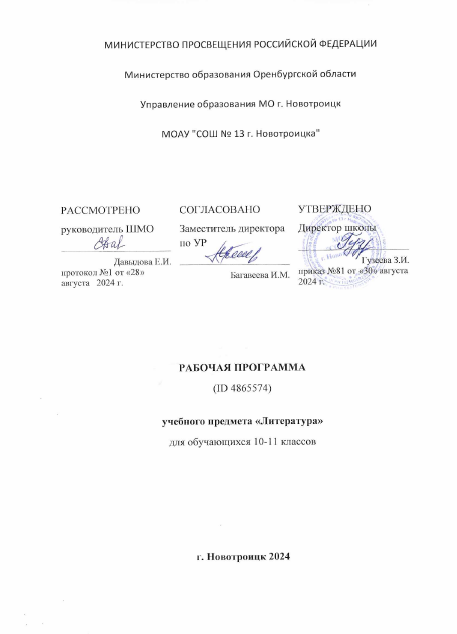 МИНИСТЕРСТВО ПРОСВЕЩЕНИЯ РОССИЙСКОЙ ФЕДЕРАЦИИ
Министерство образования Оренбургской области
Управление образования МО г. Новотроицк
МОАУ "СОШ № 13 г. Новотроицка"
РАССМОТРЕНО
руководитель ШМО
Давылова Е.И.
протокол №1 от «28»
августа 2024 г.
СОГЛАСОВАНО
Заместитель директора
по УР
Багавеева И.М.
УТВЕРЖДЕНО
Директор школы
Гузеева З.И.
приказ №81 от «30» августа
2024 г.
РАБОЧАЯ ПРОГРАММА
(ID 4865574)
учебного предмета «Литература»
для обучающихся 10-11 классов
г. Новотроицк 2024